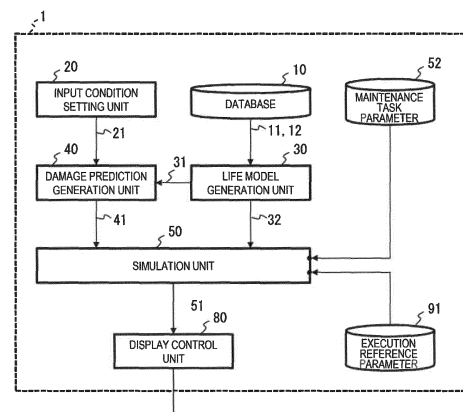 1
20
INPUT CONDITION
SETTING UNIT
10
DATABASE
52
MAINTENANCE
TASK
PARAMETER
21
11, 12
40
DAMAGE PREDICTION
GENERATION UNIT
31
30
LIFE MODEL
GENERATION UNIT
41
32
50
SIMULATION UNIT
51
80
DISPLAY CONTROL
UNIT
91
EXECUTION
REFERENCE
PARAMETER